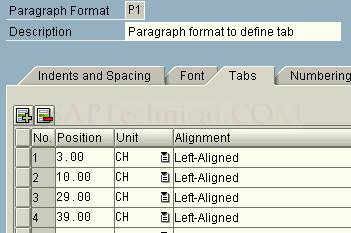 Paragraph Format P1
Description Paragraph format to define tab
Indents and Spacing Font Tabs Numbering
SAPTechnical.COM
No. Position Unit Alignment
1 3.00 CH Left-Aligned
2 10.00 CH Left-Aligned
3 29.00 CH Left-Aligned
4 39.00 CH Left-Aligned